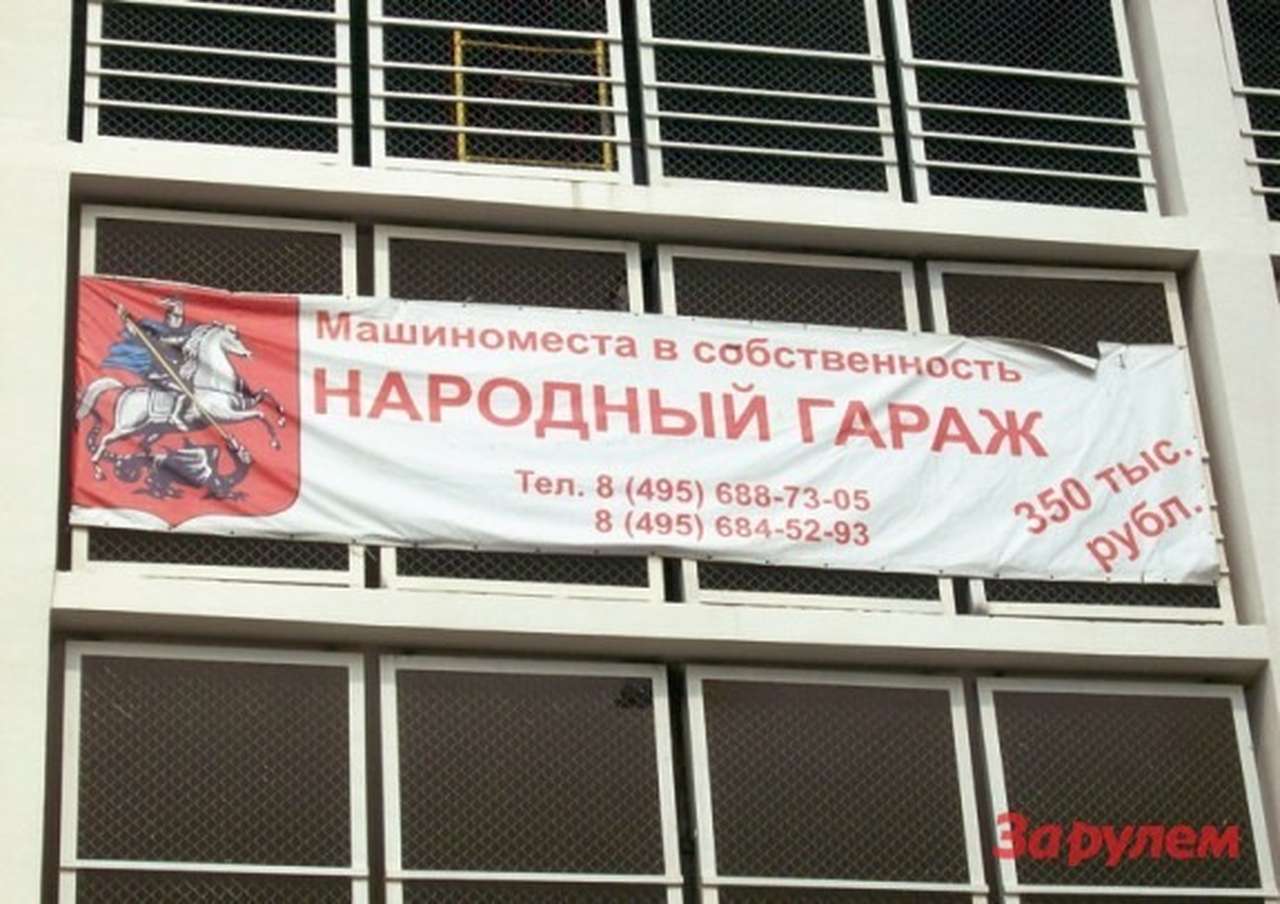 Машиноместа в собственность
НАРОДНЫЙ ГАРАЖ
Тел. 8 (495) 688-73-05
8 (495) 684-52-93
350 тыс.
рубл.
За рулем